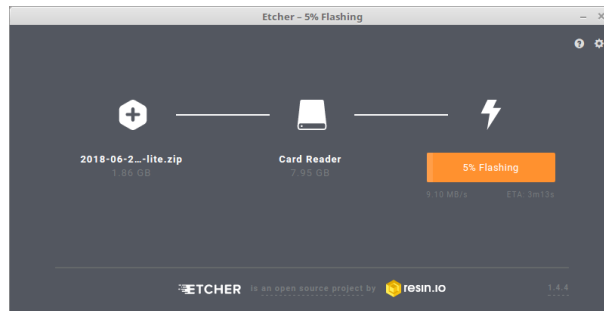 Etcher – 5% Flashing
2018-06-2...-lite.zip
1.86 GB
Card Reader
7.95 GB
5% Flashing
9.10 MB/s
ETA: 3m13s
ETCHER is an open source project by resin.io
1.4.4